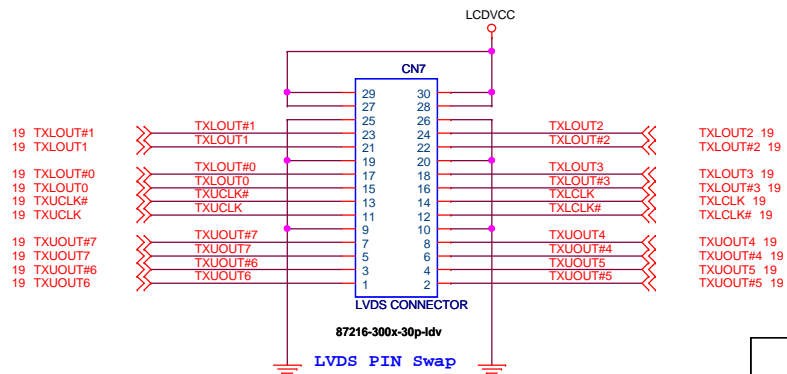 LCDVCC
CN7
29 30
27 28
25 26
19 TXLOUT#1 TXLOUT#1 23 24 TXLOUT2 TXLOUT2 19
19 TXLOUT1 TXLOUT1 21 22 TXLOUT#2 TXLOUT#2 19
19 20
19 TXLOUT#0 TXLOUT#0 17 18 TXLOUT3 TXLOUT3 19
19 TXLOUT0 TXLOUT0 15 16 TXLOUT#3 TXLOUT#3 19
19 TXUCLK# TXUCLK# 13 14 TXLCLK TXLCLK 19
19 TXUCLK TXUCLK 11 12 TXLCLK# TXLCLK# 19
9 10
19 TXUOUT#7 TXUOUT#7 7 8 TXUOUT4 TXUOUT4 19
19 TXUOUT7 TXUOUT7 5 6 TXUOUT#4 TXUOUT#4 19
19 TXUOUT#6 TXUOUT#6 3 4 TXUOUT5 TXUOUT5 19
19 TXUOUT6 TXUOUT6 1 2 TXUOUT#5 TXUOUT#5 19
LVDS CONNECTOR
87216-300x-30p-ldv
LVDS PIN Swap